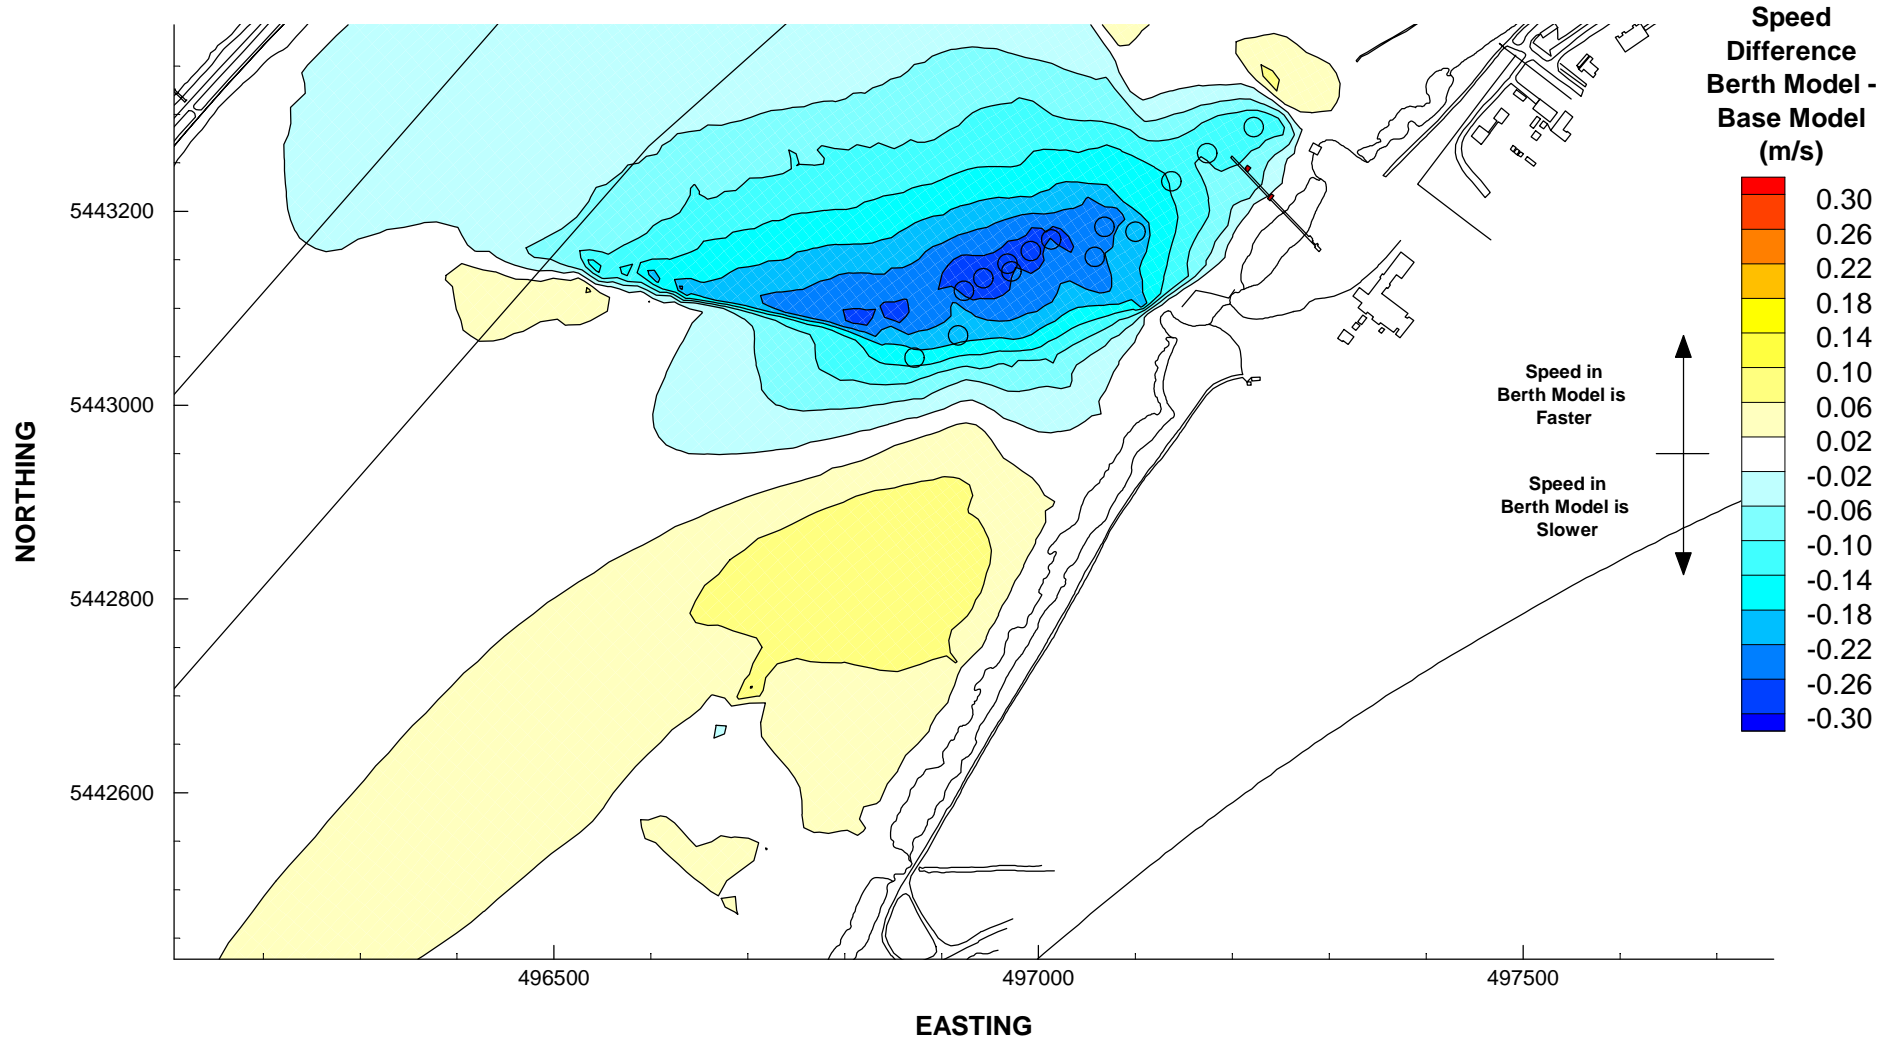 Speed
Difference
Berth Model -
Base Model
(m/s)
0.30
0.26
0.22
0.18
0.14
0.10
0.06
0.02
-0.02
-0.06
-0.10
-0.14
-0.18
-0.22
-0.26
-0.30
Speed in
Berth Model is
Faster
Speed in
Berth Model is
Slower
NORTHING
5443200
5443000
5442800
5442600
496500
497000
497500
EASTING